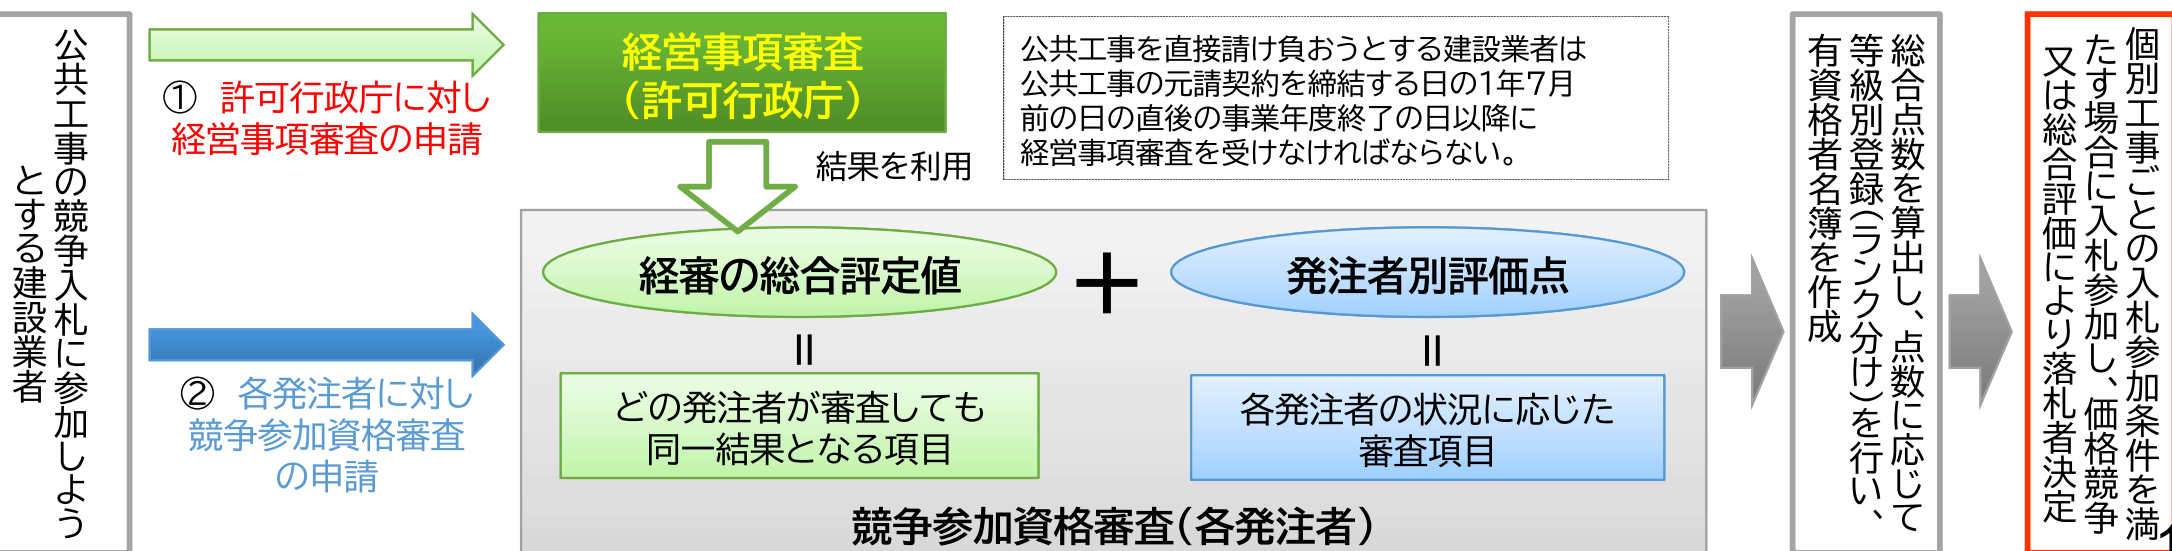 公共工事の競争入札に参加しよう
とする建設業者
① 許可行政庁に対し
経営事項審査の申請
② 各発注者に対し
競争参加資格審査
の申請
経営事項審査
（許可行政庁）
結果を利用
公共工事を直接請け負おうとする建設業者は
公共工事の元請契約を締結する日の1年7月
前の日の直後の事業年度終了の日以降に
経営事項審査を受けなければならない。
経審の総合評定値
＋
発注者別評価点
＝
＝
どの発注者が審査しても
同一結果となる項目
各発注者の状況に応じた
審査項目
競争参加資格審査（各発注者）
総合点数を算出し、点数に応じて
等級別登録（ランク分け）を行い、
有資格者名簿を作成
個別工事ごとの入札参加条件を満
たす場合に入札参加し、価格競争
又は総合評価により落札者決定